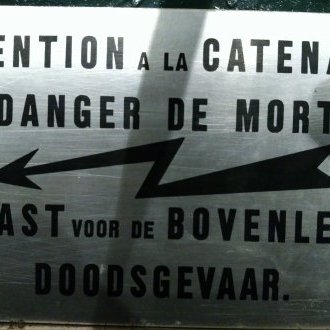 ENTION A LA CATENA
DANGER DE MORT
AST VOOR DE BOVENLE
DOODSGEVAAR.